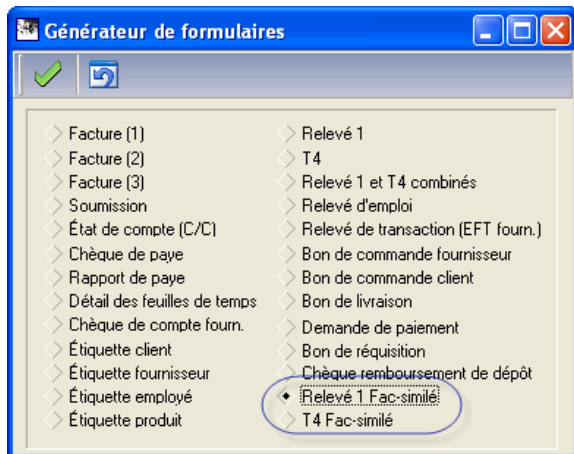 Générateur de formulaires
Facture (1)
Facture (2)
Facture (3)
Soumission
État de compte (C/C)
Chèque de paye
Rapport de paye
Détail des feuilles de temps
Chèque de compte fourn.
Étiquette client
Étiquette fournisseur
Étiquette employé
Étiquette produit
Relevé 1
T4
Relevé 1 et T4 combinés
Relevé d'emploi
Relevé de transaction (EFT fourn.)
Bon de commande fournisseur
Bon de commande client
Bon de livraison
Demande de paiement
Bon de réquisition
Chèque remboursement de dépôt
Relevé 1 Fac-similé
T4 Fac-similé